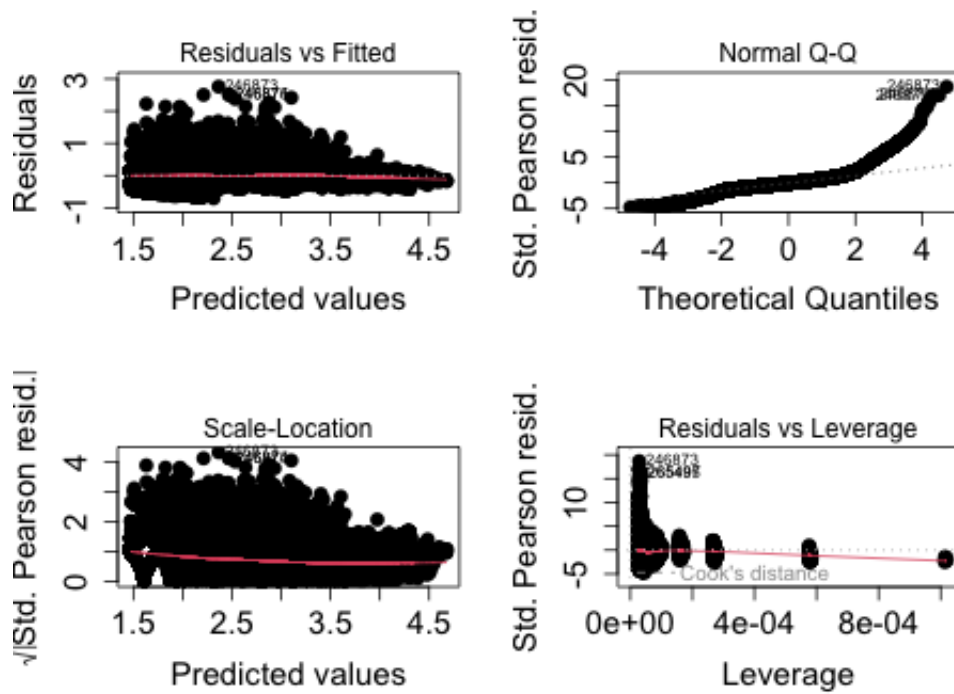 Residuals vs Fitted
Residuals
3
1
-1
246873
1.5
2.5
3.5
4.5
Predicted values
Normal Q-Q
Std. Pearson resid.
20
5
-5
246873
-4
-2
0
2
4
Theoretical Quantiles
Scale-Location
√|Std. Pearson resid.|
4
2
0
1.5
2.5
3.5
4.5
Predicted values
Residuals vs Leverage
Std. Pearson resid.
10
-5
246873
Cook's distance
0e+00
4e-04
8e-04
Leverage